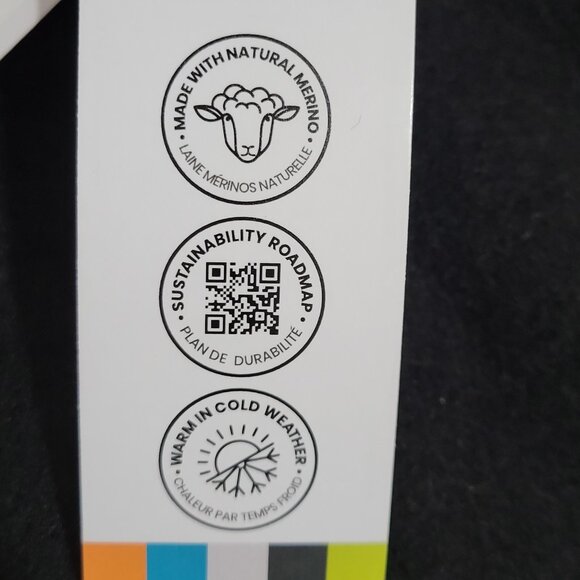 • MADE WITH NATURAL MERINO •
LAINE MÉRINOS NATURELLE
• SUSTAINABILITY ROADMAP •
PLAN DE DURABILITÉ
• WARM IN COLD WEATHER •
CHALEUR PAR TEMPS FROID